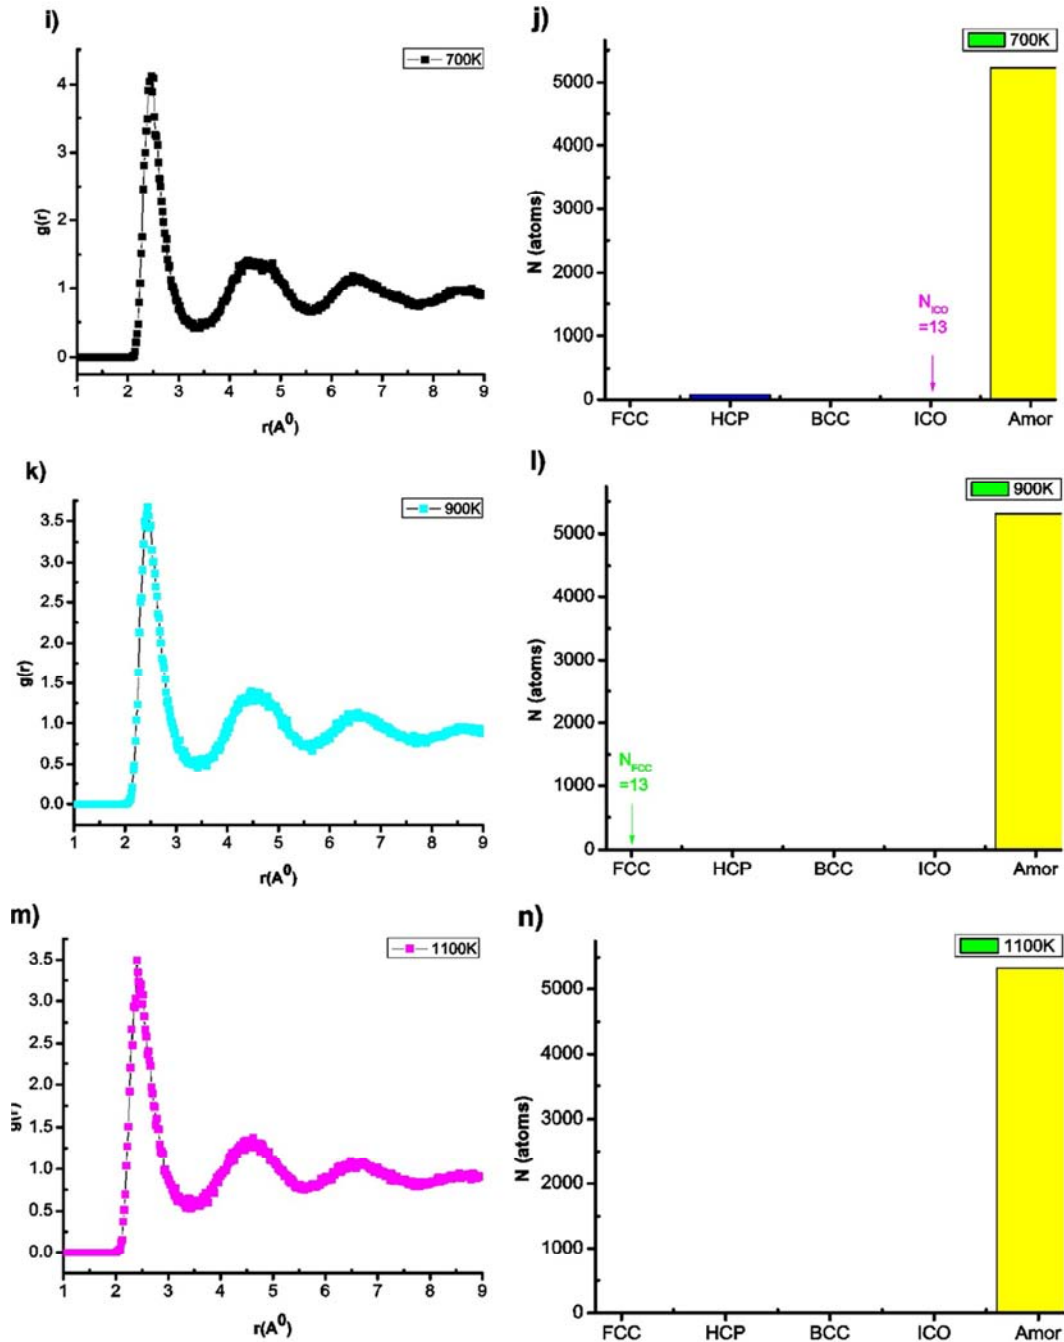 i)
700K
4
3
2
1
0
g(r)
1 2 3 4 5 6 7 8 9
r(A⁰)
j)
700K
5000
4000
3000
2000
1000
0
N (atoms)
N_ICO
=13
FCC HCP BCC ICO Amor
k)
900K
3.5
3.0
2.5
2.0
1.5
1.0
0.5
0.0
g(r)
1 2 3 4 5 6 7 8 9
r(A⁰)
l)
900K
5000
4000
3000
2000
1000
0
N (atoms)
N_FCC
=13
FCC HCP BCC ICO Amor
m)
1100K
3.5
3.0
2.5
2.0
1.5
1.0
0.5
0.0
g(r)
1 2 3 4 5 6 7 8 9
r(A⁰)
n)
1100K
5000
4000
3000
2000
1000
0
N (atoms)
FCC HCP BCC ICO Amor